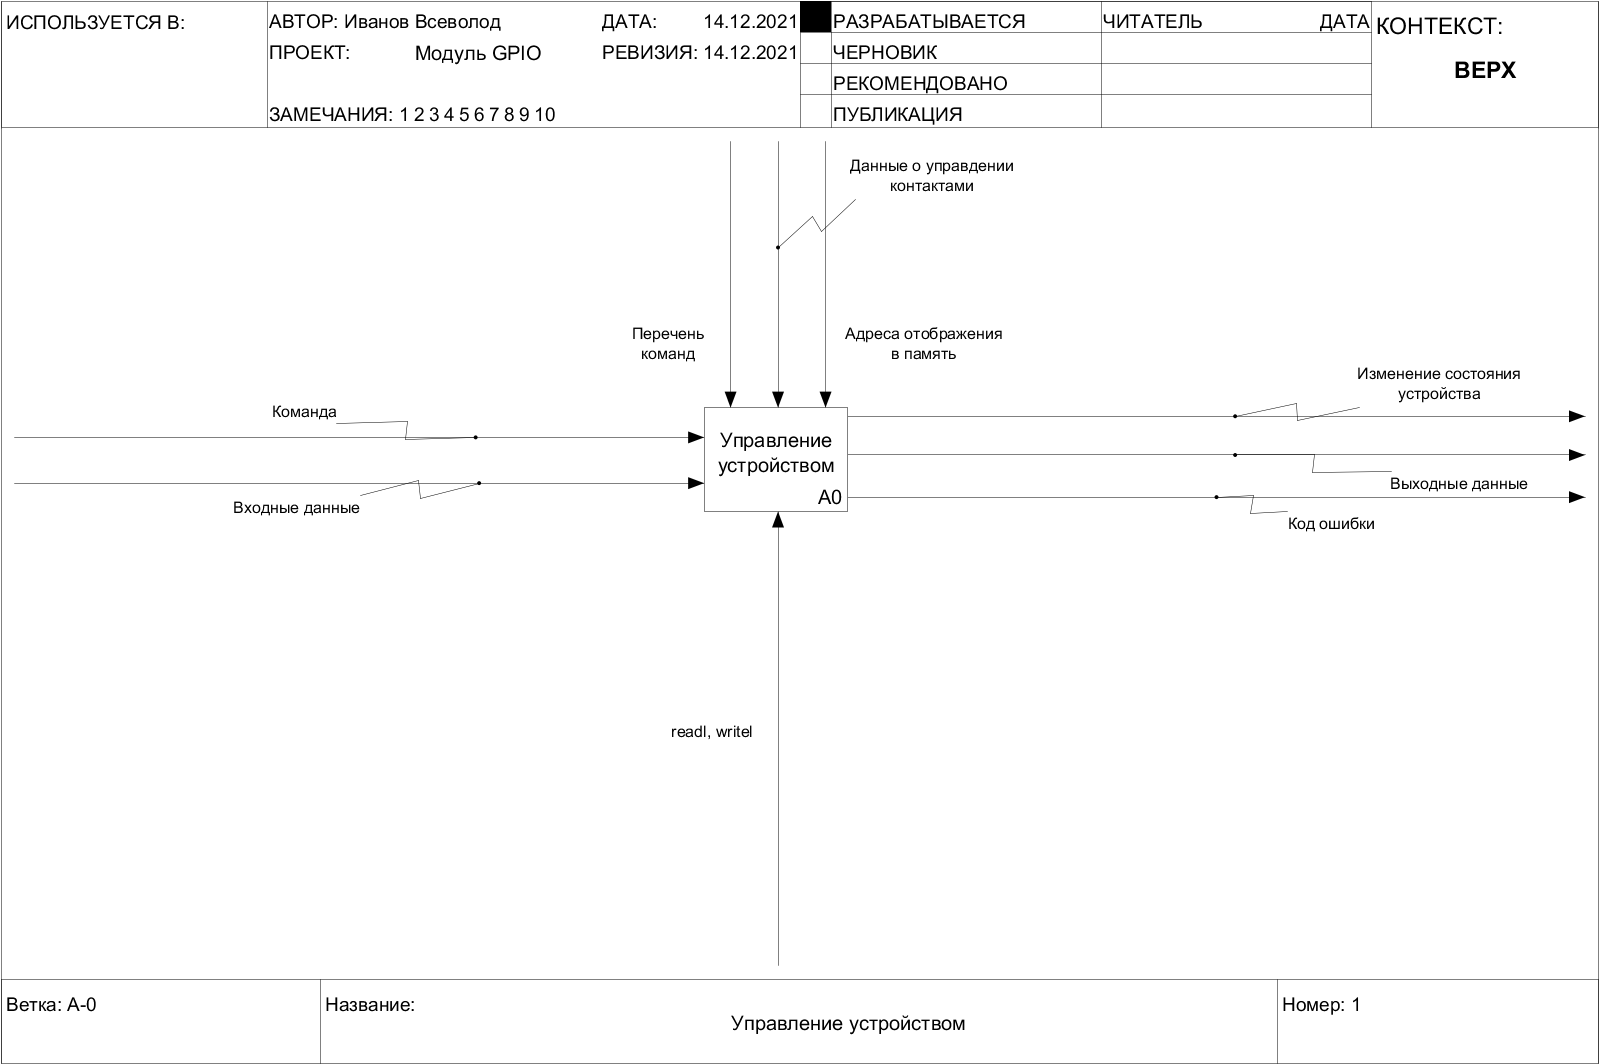 ИСПОЛЬЗУЕТСЯ В:
АВТОР: Иванов Всеволод
ДАТА: 14.12.2021
ПРОЕКТ: Модуль GPIO
РЕВИЗИЯ: 14.12.2021
ЗАМЕЧАНИЯ: 1 2 3 4 5 6 7 8 9 10
РАЗРАБАТЫВАЕТСЯ
ЧЕРНОВИК
РЕКОМЕНДОВАНО
ПУБЛИКАЦИЯ
ЧИТАТЕЛЬ
ДАТА
КОНТЕКСТ:
ВЕРХ
Данные о управдении
контактами
Перечень
команд
Адреса отображения
в память
Изменение состояния
устройства
Команда
Управление
устройством
A0
Входные данные
Выходные данные
Код ошибки
readl, writel
Ветка: A-0
Название:
Управление устройством
Номер: 1